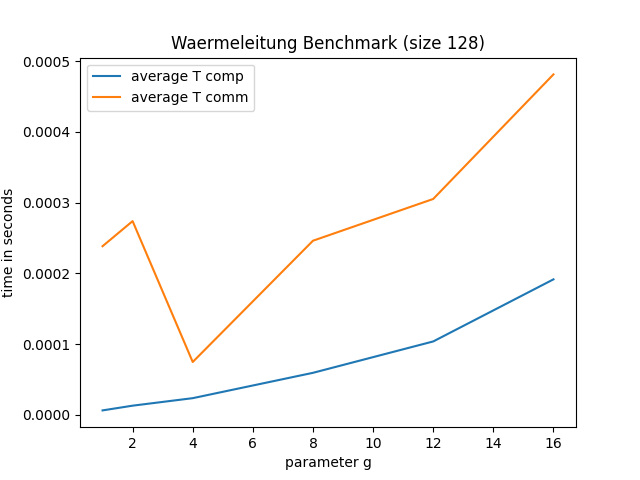 Waermeleitung Benchmark (size 128)
average T comp
average T comm
time in seconds
0.0005
0.0004
0.0003
0.0002
0.0001
0.0000
2 4 6 8 10 12 14 16
parameter g